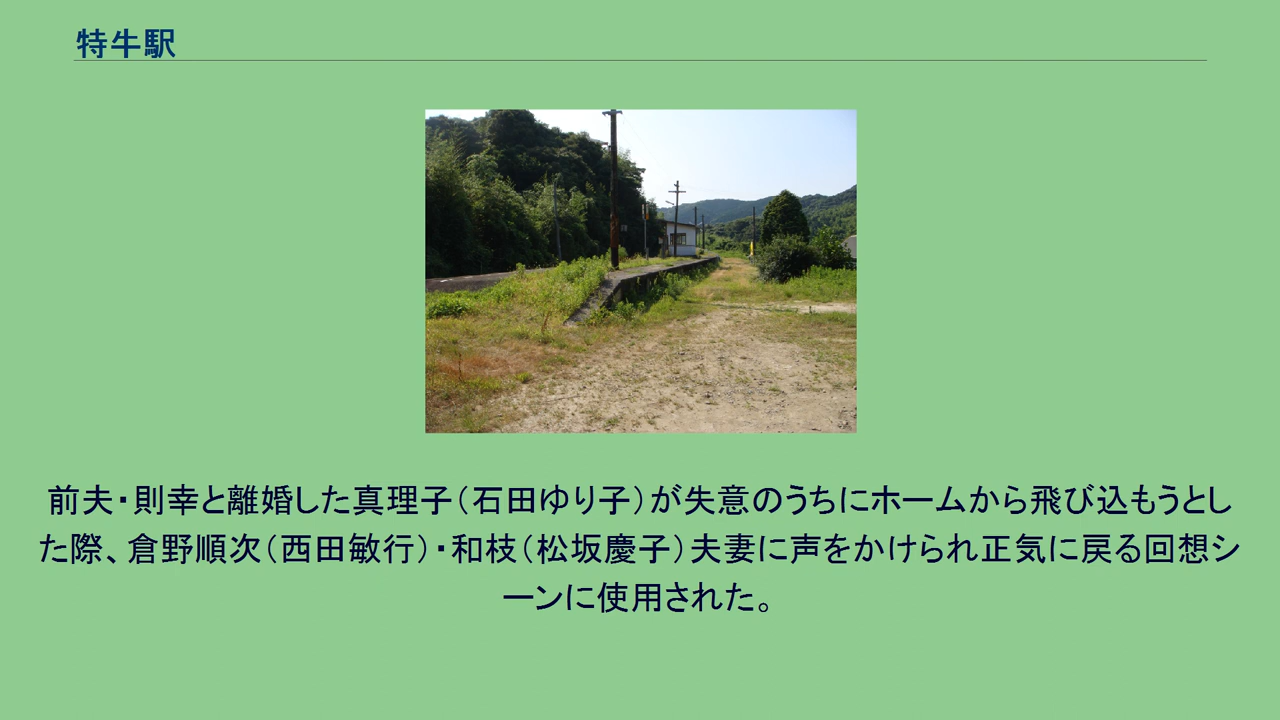 特牛駅
前夫・則幸と離婚した真理子（石田ゆり子）が失意のうちにホームから飛び込もうとし
た際、倉野順次（西田敏行）・和枝（松坂慶子）夫妻に声をかけられ正気に戻る回想シ
ーンに使用された。